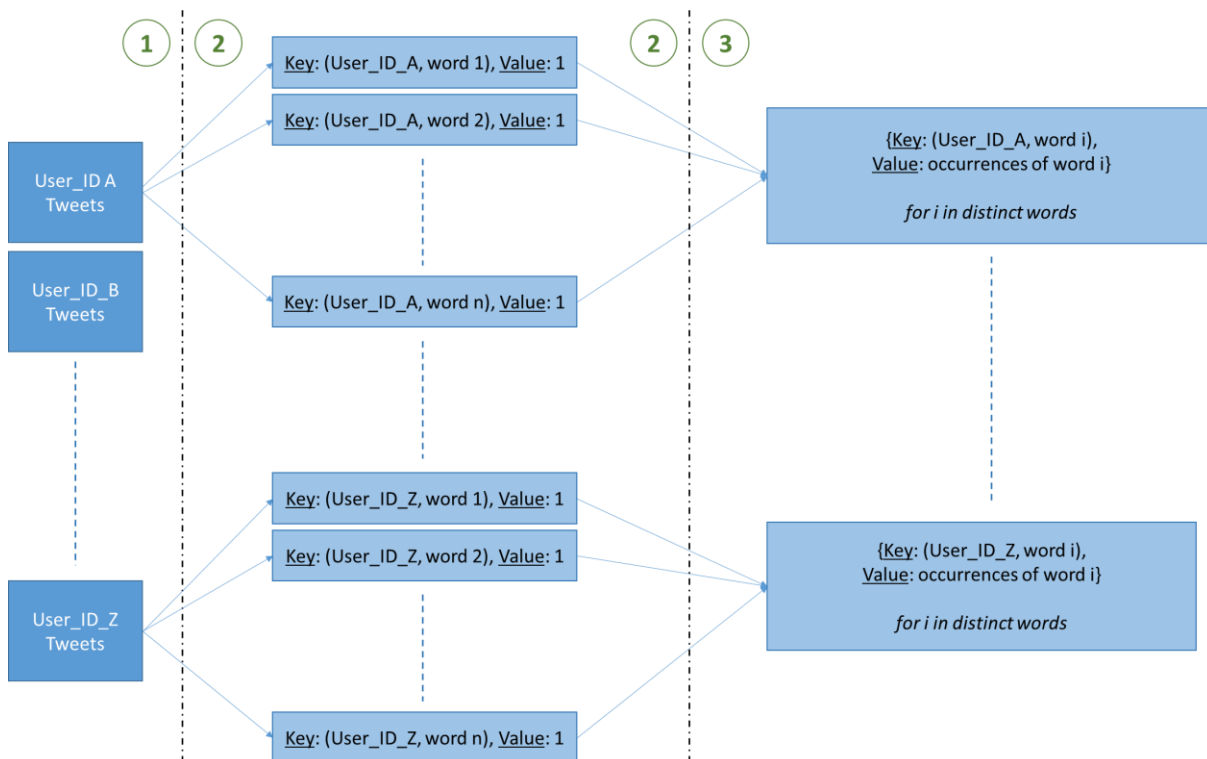 1
2
2
3
User_ID A
Tweets
User_ID_B
Tweets
User_ID_Z
Tweets
Key: (User_ID_A, word 1), Value: 1
Key: (User_ID_A, word 2), Value: 1
Key: (User_ID_A, word n), Value: 1
Key: (User_ID_Z, word 1), Value: 1
Key: (User_ID_Z, word 2), Value: 1
Key: (User_ID_Z, word n), Value: 1
{Key: (User_ID_A, word i),
Value: occurrences of word i}
for i in distinct words
{Key: (User_ID_Z, word i),
Value: occurrences of word i}
for i in distinct words